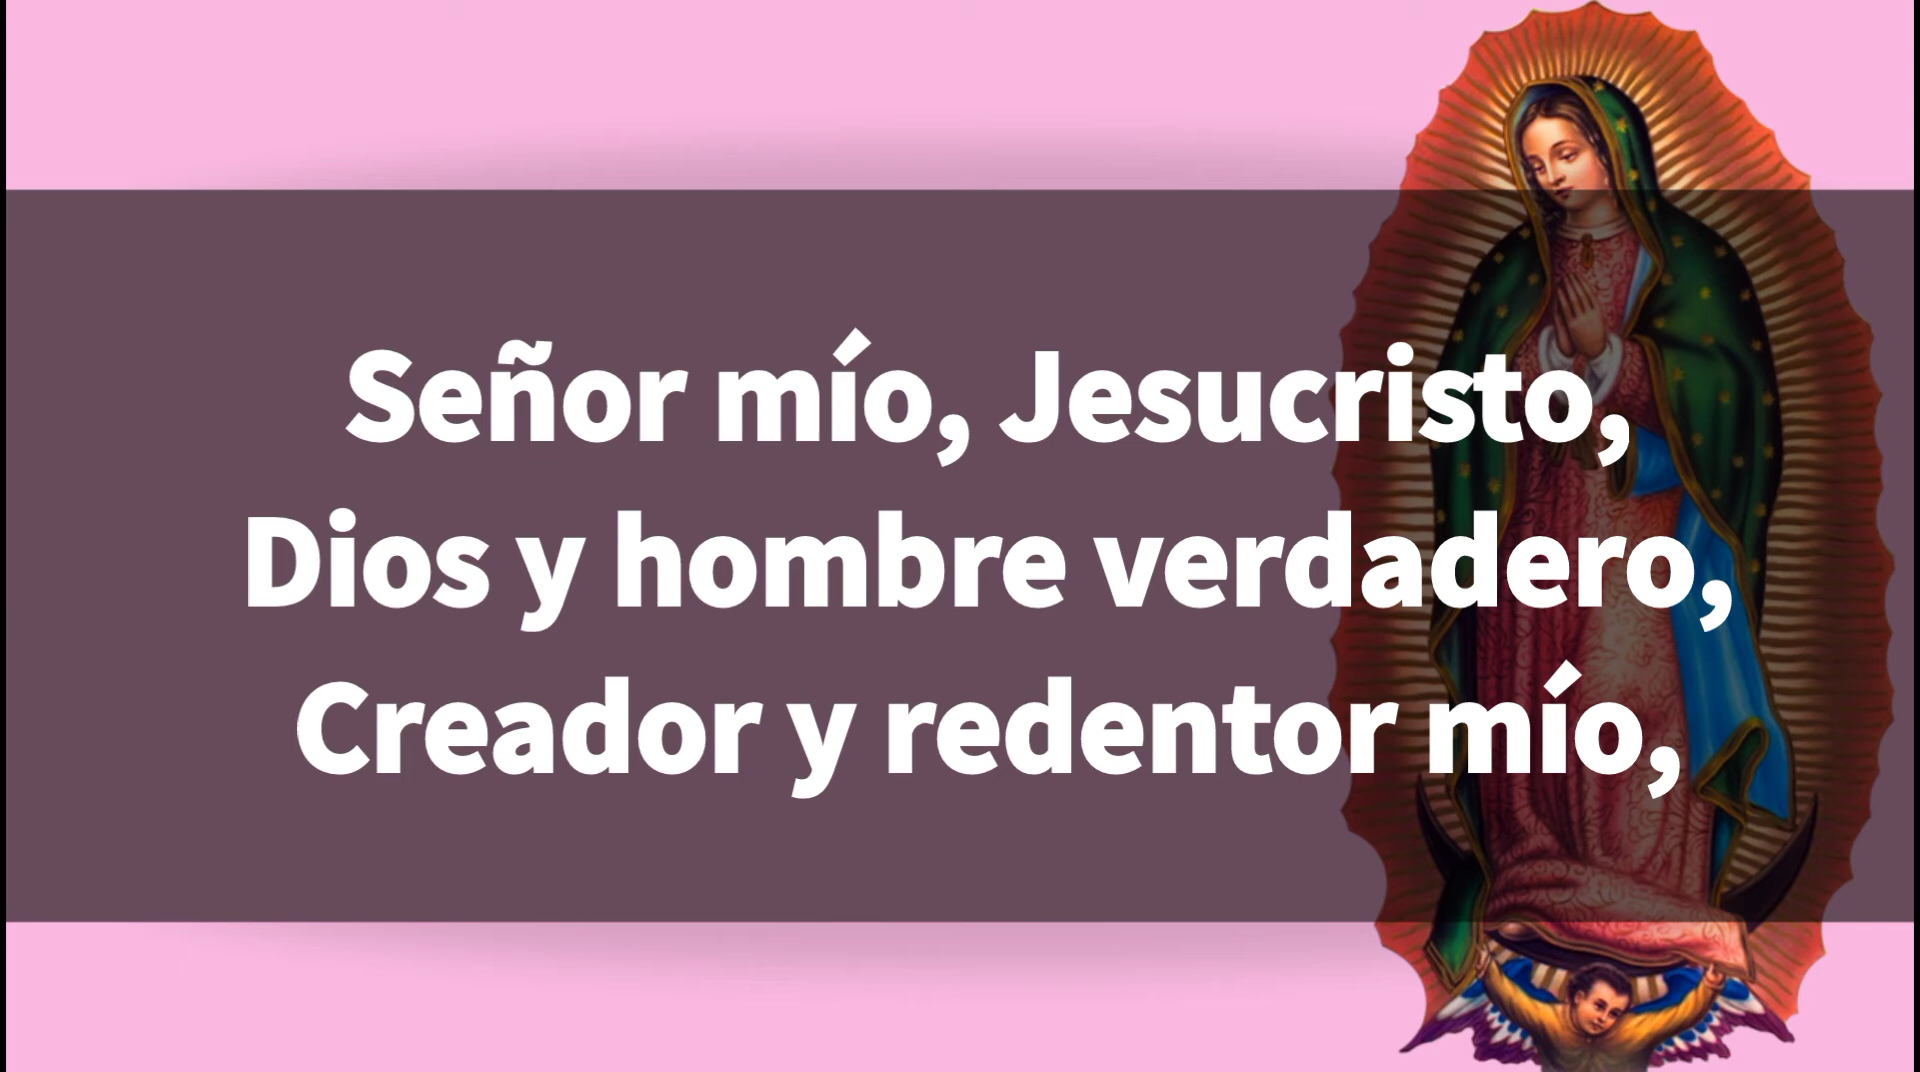 Señor mío, Jesucristo,
Dios y hombre verdadero,
Creador y redentor mío,